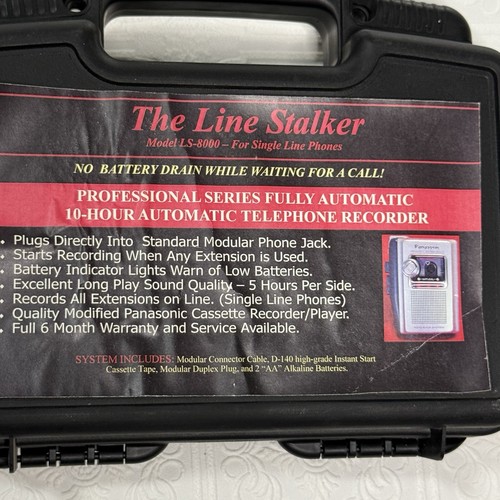 The Line Stalker
Model LS-8000 – For Single Line Phones
NO BATTERY DRAIN WHILE WAITING FOR A CALL!
PROFESSIONAL SERIES FULLY AUTOMATIC
10-HOUR AUTOMATIC TELEPHONE RECORDER
• Plugs Directly Into Standard Modular Phone Jack.
• Starts Recording When Any Extension is Used.
• Battery Indicator Lights Warn of Low Batteries.
• Excellent Long Play Sound Quality – 5 Hours Per Side.
• Records All Extensions on Line. (Single Line Phones)
• Quality Modified Panasonic Cassette Recorder/Player.
• Full 6 Month Warranty and Service Available.
Panasonic
SYSTEM INCLUDES: Modular Connector Cable, D-140 high-grade Instant Start
Cassette Tape, Modular Duplex Plug, and 2 "AA" Alkaline Batteries.